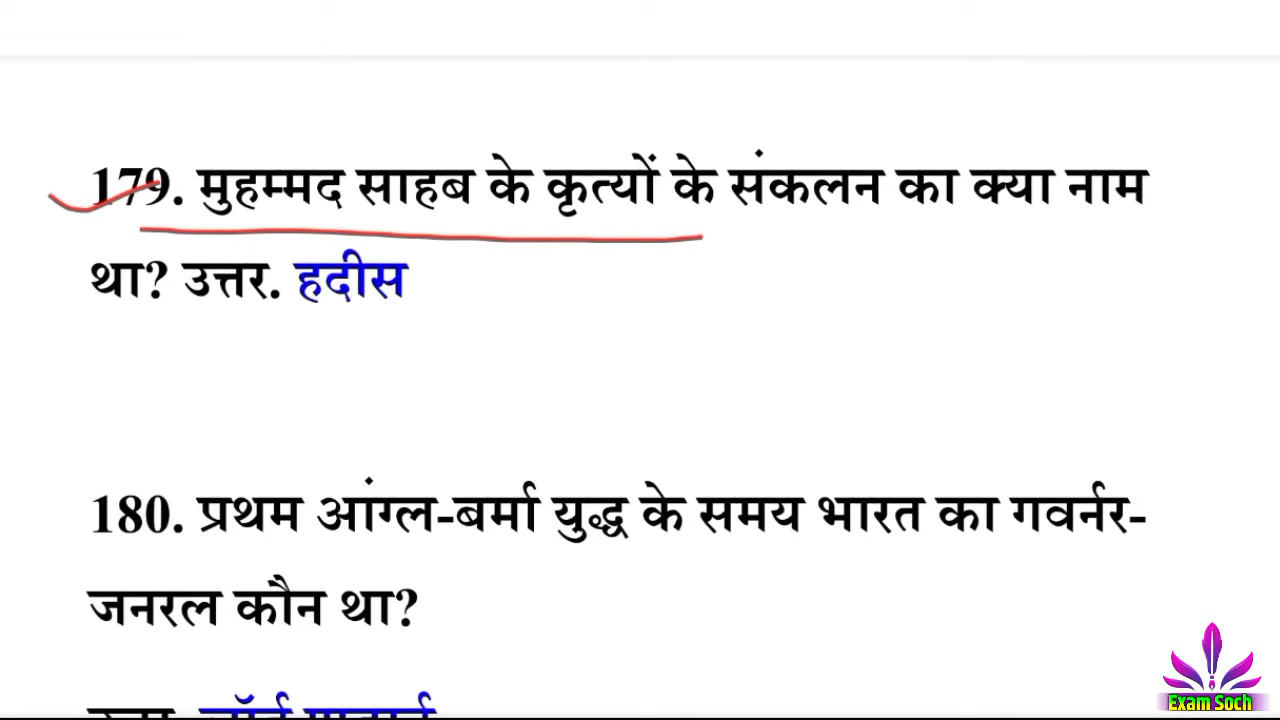 179. मुहम्मद साहब के कृत्यों के संकलन का क्या नाम
था? उत्तर. हदीस
180. प्रथम आंग्ल-बर्मा युद्ध के समय भारत का गवर्नर-
जनरल कौन था?
Exam Soch